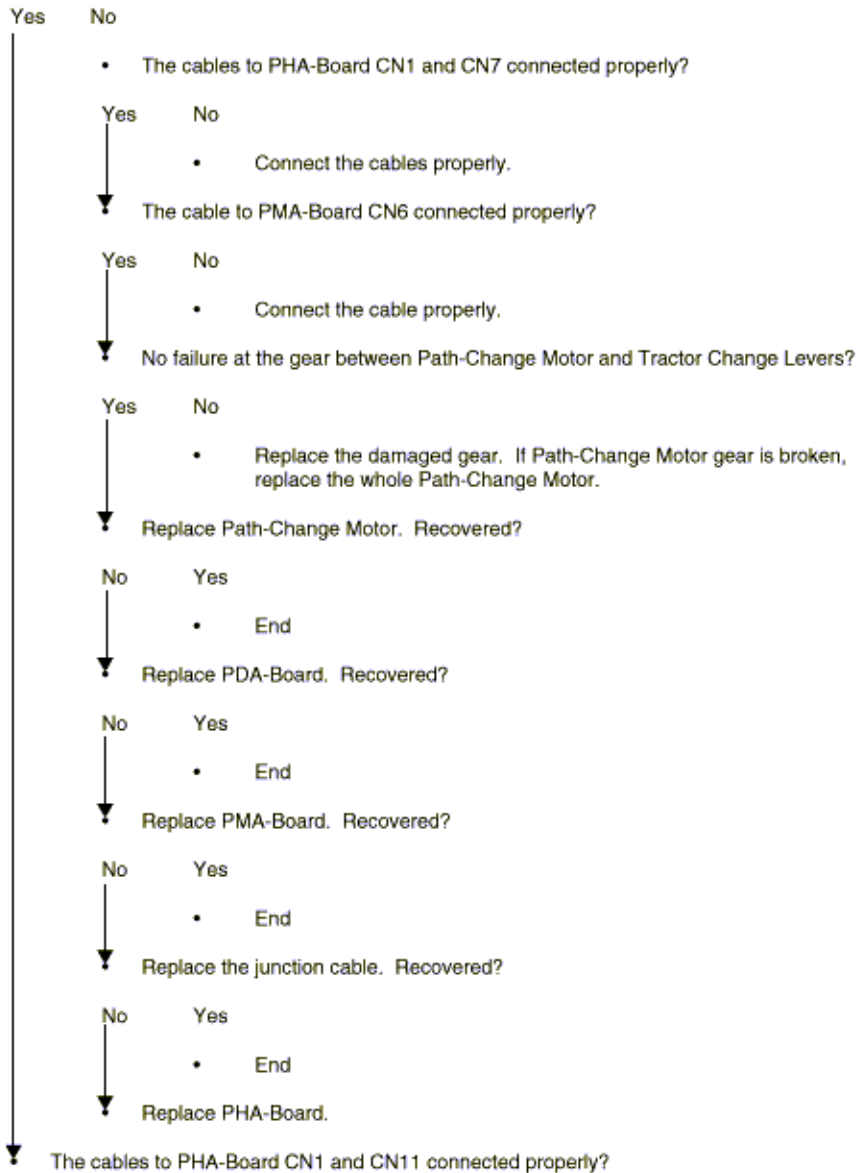 Yes No
• The cables to PHA-Board CN1 and CN7 connected properly?
Yes No
• Connect the cables properly.
• The cable to PMA-Board CN6 connected properly?
Yes No
• Connect the cable properly.
• No failure at the gear between Path-Change Motor and Tractor Change Levers?
Yes No
• Replace the damaged gear. If Path-Change Motor gear is broken,
replace the whole Path-Change Motor.
• Replace Path-Change Motor. Recovered?
No Yes
• End
• Replace PDA-Board. Recovered?
No Yes
• End
• Replace PMA-Board. Recovered?
No Yes
• End
• Replace the junction cable. Recovered?
No Yes
• End
• Replace PHA-Board.
• The cables to PHA-Board CN1 and CN11 connected properly?